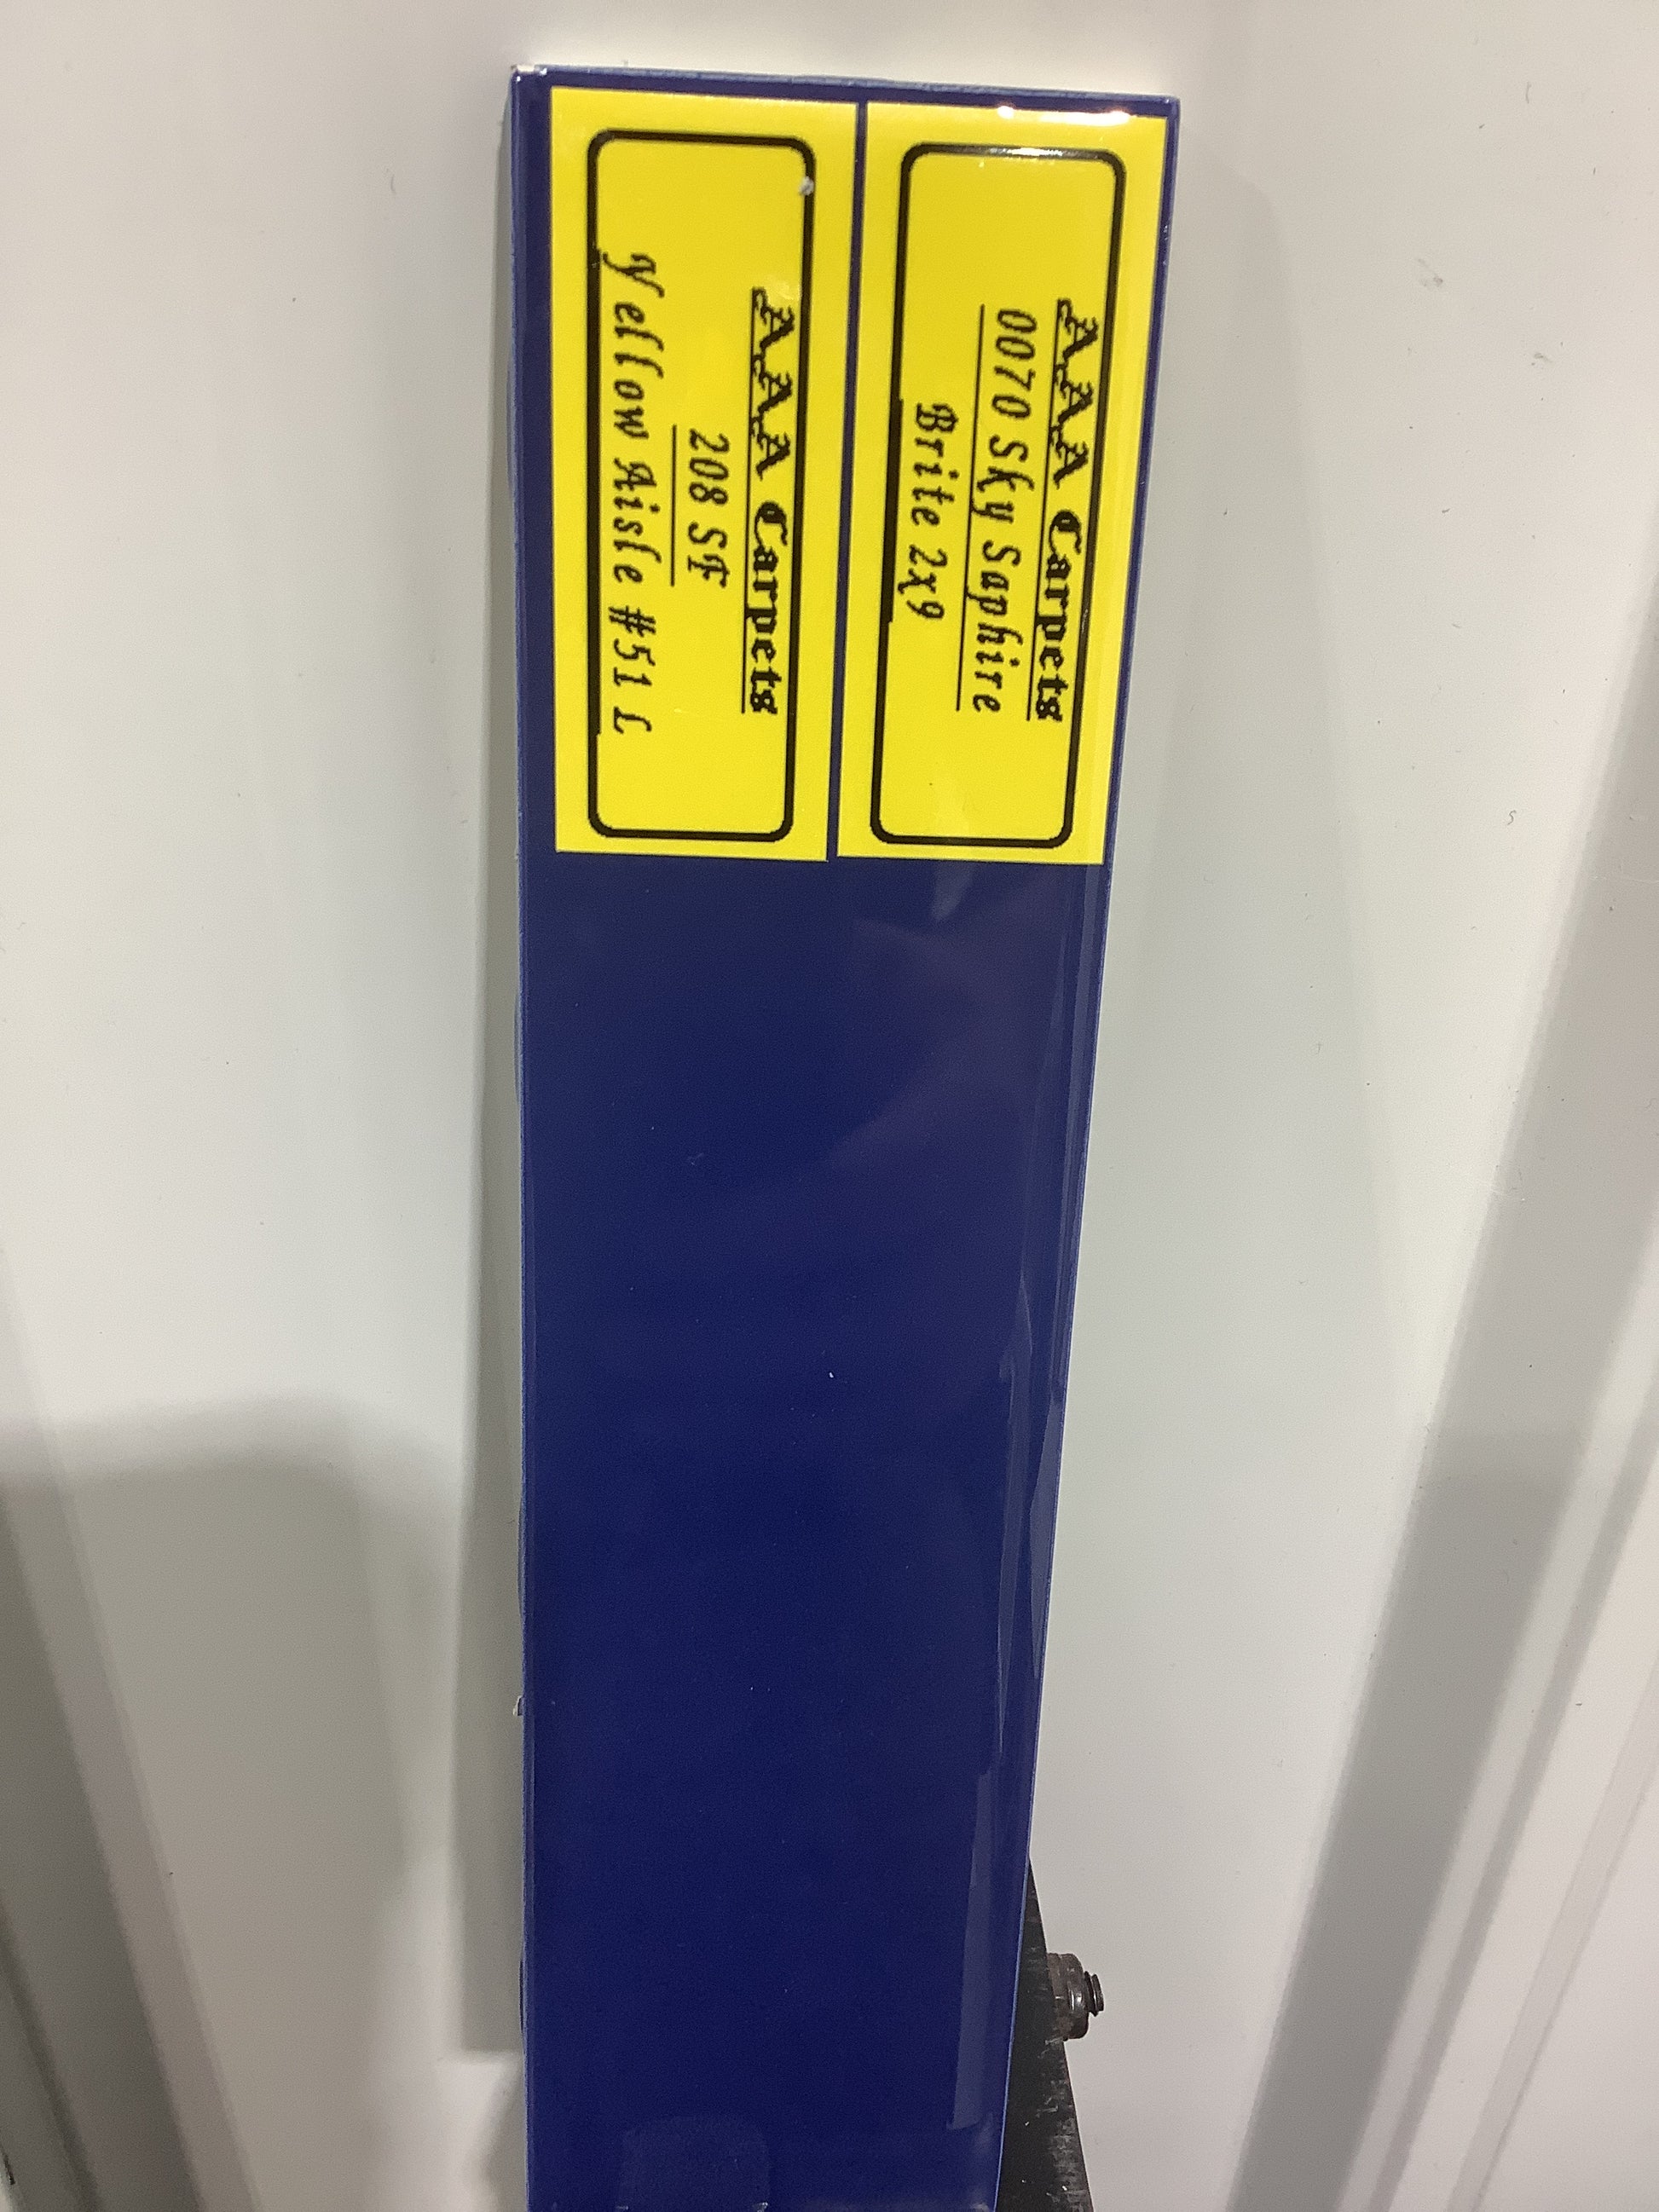 AAA Carpets
0070 Sky Saphire
Brite 2x9
AAA Carpets
208 SF
Yellow Aisle #51 L